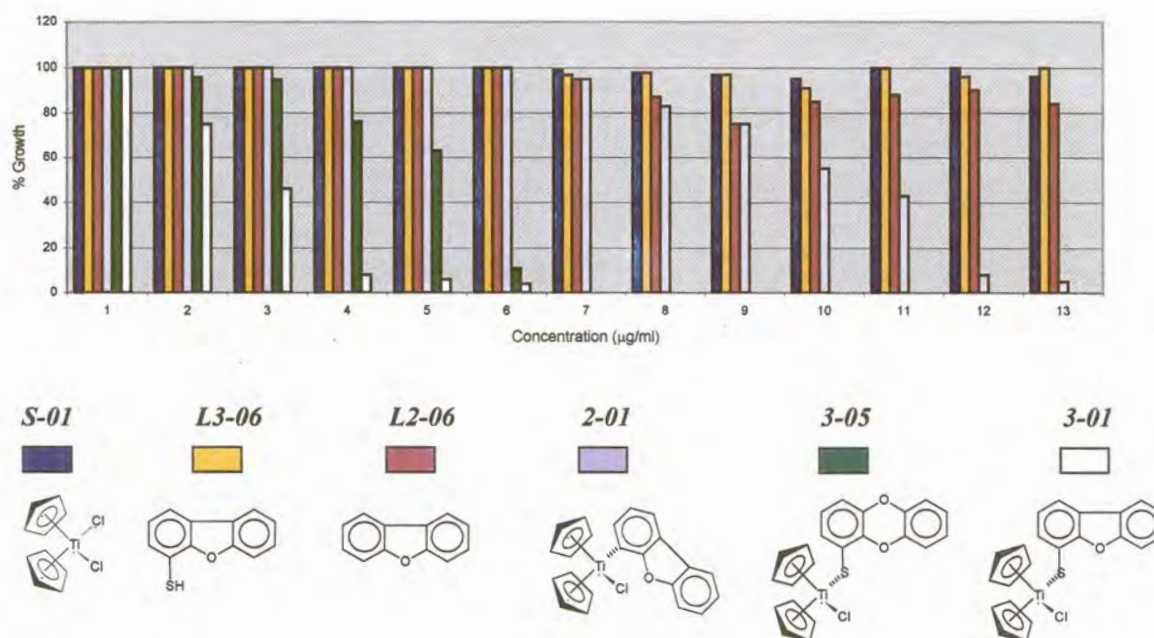 120
100
80
60
40
20
0
% Growth
1 2 3 4 5 6 7 8 9 10 11 12 13
Concentration (µg/ml)
S-01 L3-06 L2-06 2-01 3-05 3-01
Cl
Ti
Cl
O
SH
O
Ti
O
Cl
O
O
S
Ti
Cl
O
S
Ti
Cl